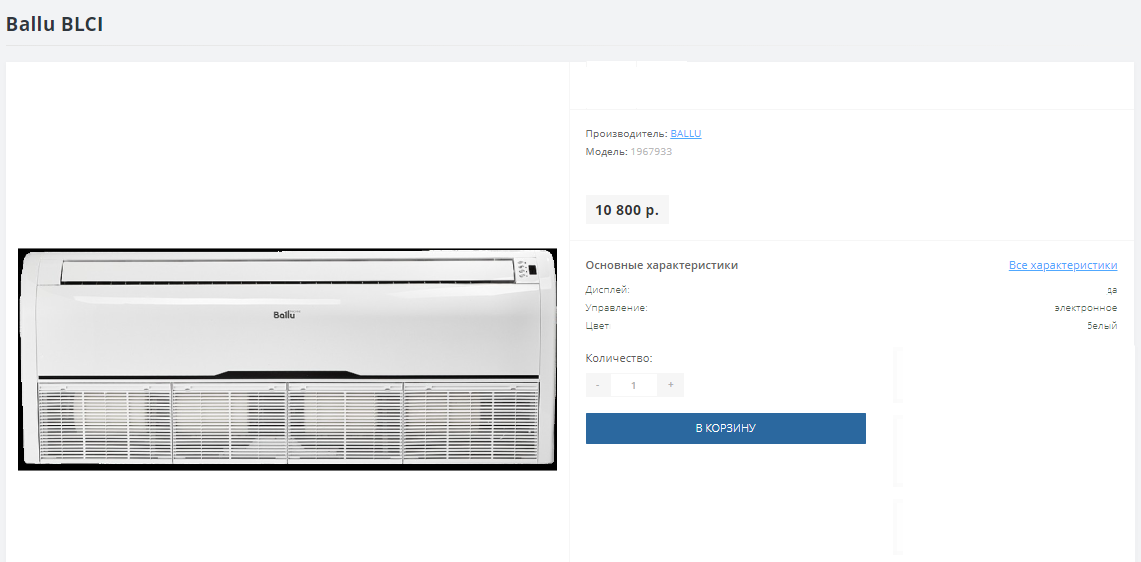 Ballu BLCI
Ballu
Производитель: BALLU
Модель: 1967933
10 800 р.
Основные характеристики Все характеристики
Дисплей: да
Управление: электронное
Цвет белый
Количество:
- 1 +
В КОРЗИНУ